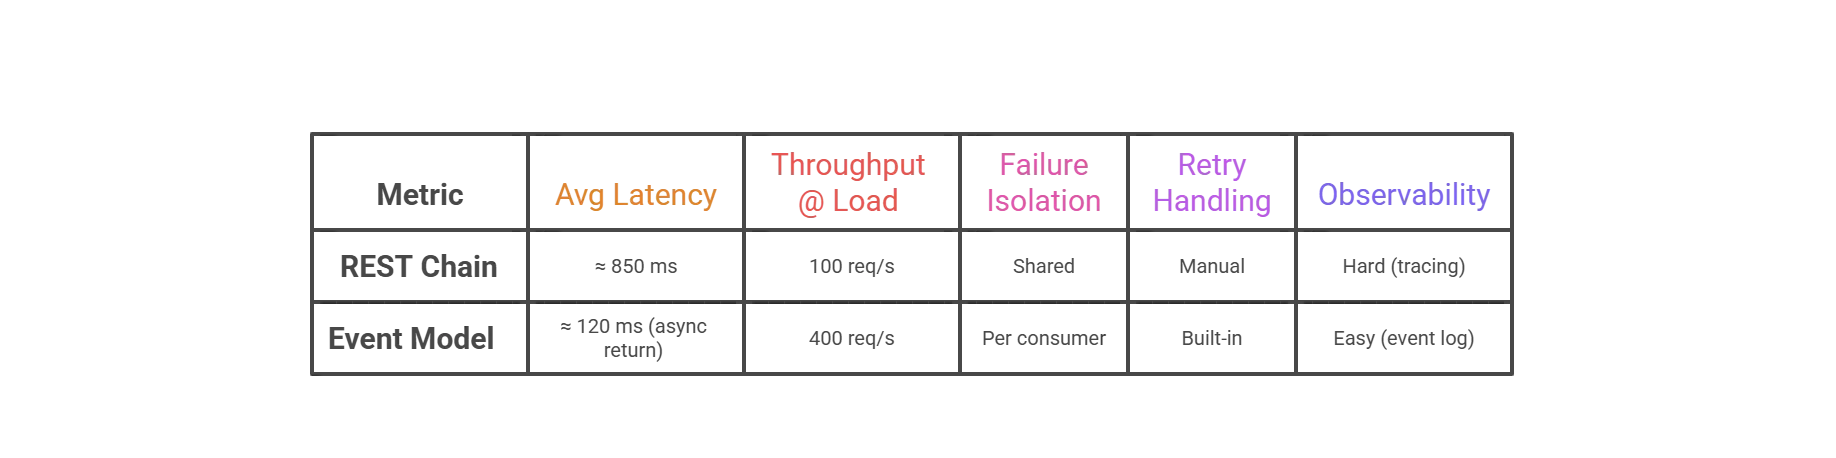 Metric
Avg Latency
Throughput
@ Load
Failure
Isolation
Retry
Handling
Observability
REST Chain
≈ 850 ms
100 req/s
Shared
Manual
Hard (tracing)
Event Model
≈ 120 ms (async
return)
400 req/s
Per consumer
Built-in
Easy (event log)